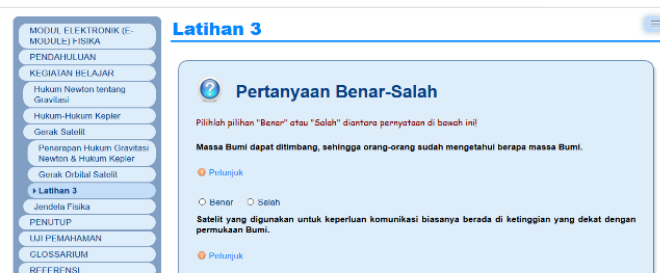 MODUL ELEKTRONIK (E-
MODULE) FISIKA
PENDAHULUAN
KEGIATAN BELAJAR
Hukum Newton tentang
Gravitasi
Hukum-Hukum Kepler
Gerak Satelit
Penerapan Hukum Gravitasi
Newton & Hukum Kepler
Gerak Orbital Satelit
Latihan 3
Jendela Fisika
PENUTUP
UJI PEMAHAMAN
GLOSSARIUM
REFERENSI
Latihan 3
Pertanyaan Benar-Salah
Pilihlah pilihan "Benar" atau "Salah" diantara pernyataan di bawah ini!
Massa Bumi dapat ditimbang, sehingga orang-orang sudah mengetahui berapa massa Bumi.
Petunjuk
Benar Salah
Satelit yang digunakan untuk keperluan komunikasi biasanya berada di ketinggian yang dekat dengan
permukaan Bumi.
Petunjuk